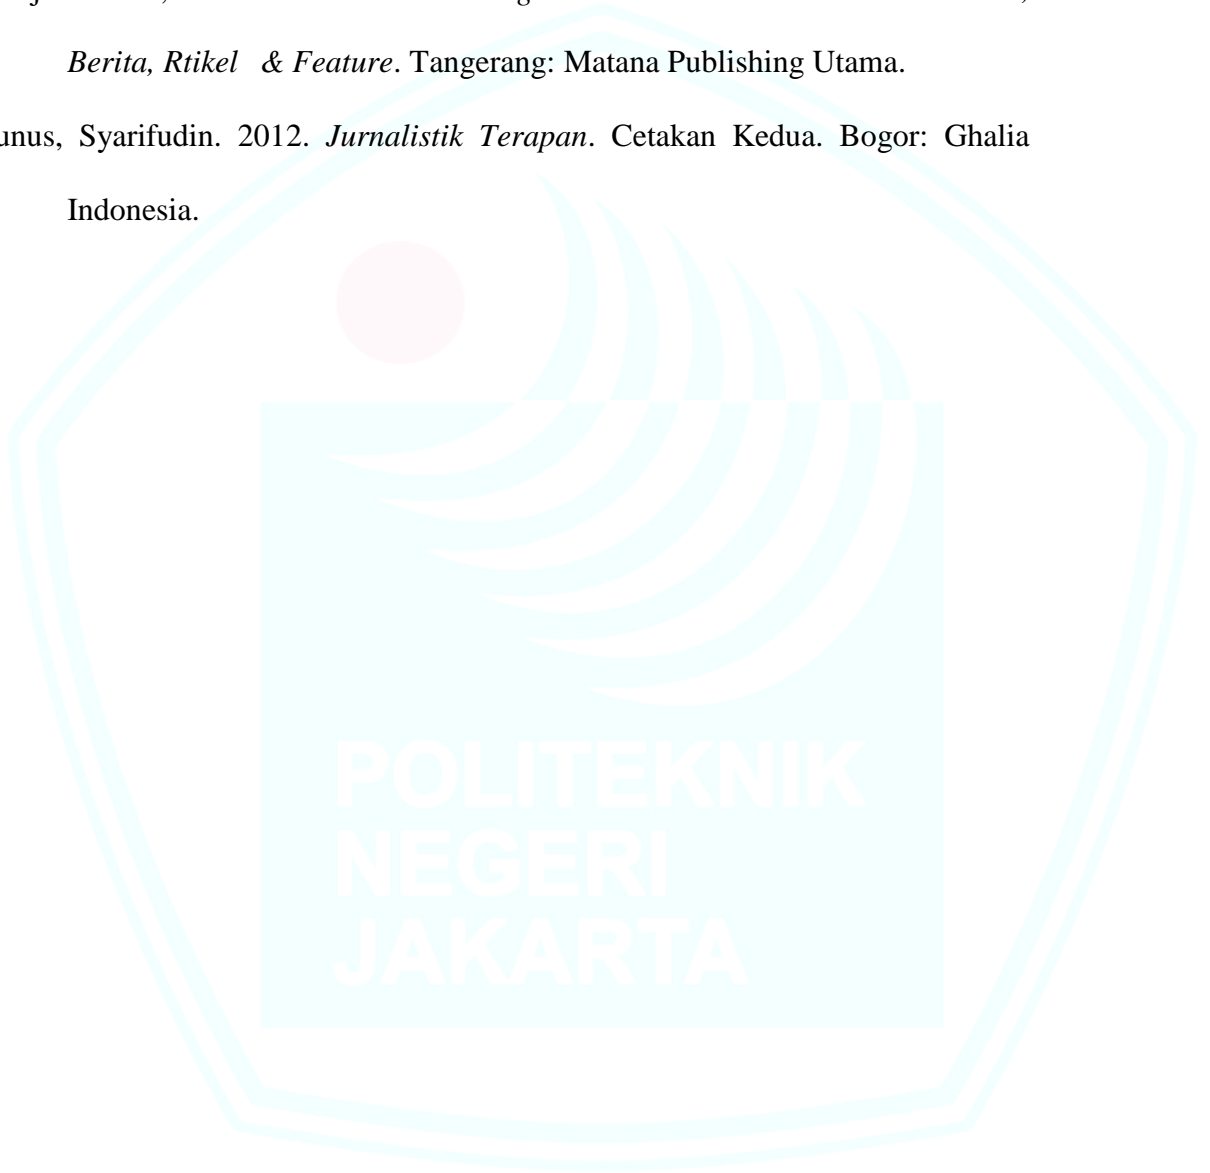 Berita, Rtikel & Feature. Tangerang: Matana Publishing Utama.
Syarifudin. 2012. Jurnalistik Terapan. Cetakan Kedua. Bogor: Ghalia
Indonesia.
POLITEKNIK
NEGERI
JAKARTA